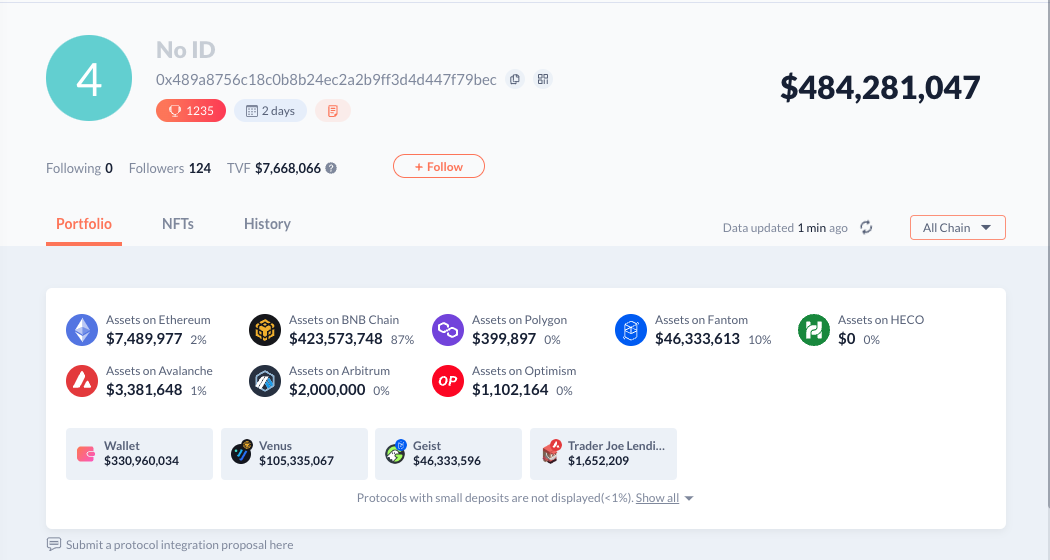 4
No ID
0x489a8756c18c0b8b24ec2a2b9ff3d4d447f79bec
$484,281,047
1235
2 days
Following 0 Followers 124 TVF $7,668,066 ?
+ Follow
Portfolio NFTs History
Data updated 1 min ago
All Chain
Assets on Ethereum Assets on BNB Chain Assets on Polygon Assets on Fantom Assets on HECO
$7,489,977 2% $423,573,748 87% $399,897 0% $46,333,613 10% $0 0%
Assets on Avalanche Assets on Arbitrum Assets on Optimism
$3,381,648 1% $2,000,000 0% OP $1,102,164 0%
Wallet Venus Geist Trader Joe Lendi...
$330,960,034 $105,335,067 $46,333,596 $1,652,209
Protocols with small deposits are not displayed(<1%). Show all
Submit a protocol integration proposal here